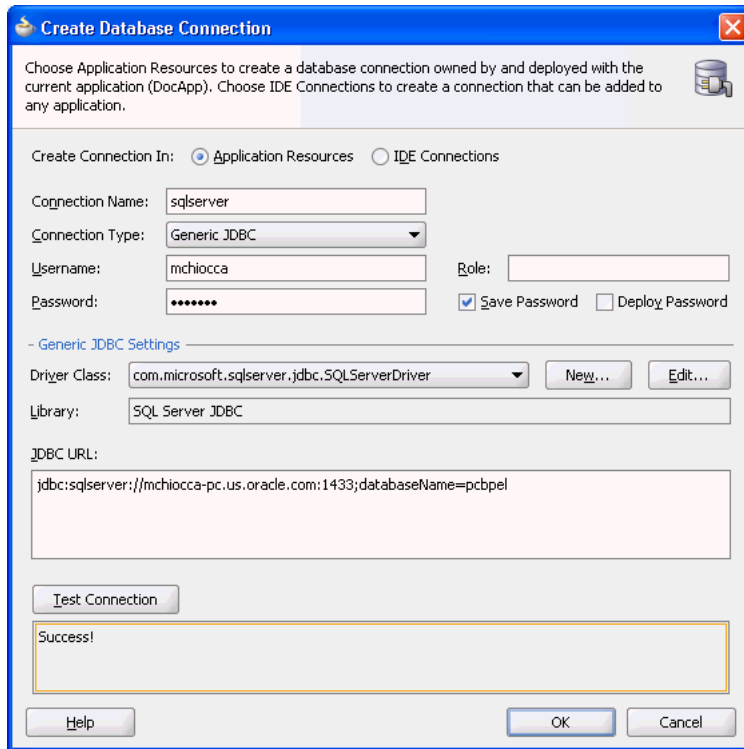 Create Database Connection
Choose Application Resources to create a database connection owned by and deployed with the
current application (DocApp). Choose IDE Connections to create a connection that can be added to
any application.
Create Connection In: Application Resources IDE Connections
Connection Name: sqlserver
Connection Type: Generic JDBC
Username: mchiocca Role:
Password: ••••••• Save Password Deploy Password
Generic JDBC Settings
Driver Class: com.microsoft.sqlserver.jdbc.SQLServerDriver New... Edit...
Library: SQL Server JDBC
JDBC URL:
jdbc:sqlserver://mchiocca-pc.us.oracle.com:1433;databaseName=pcbpel
Test Connection
Success!
Help OK Cancel